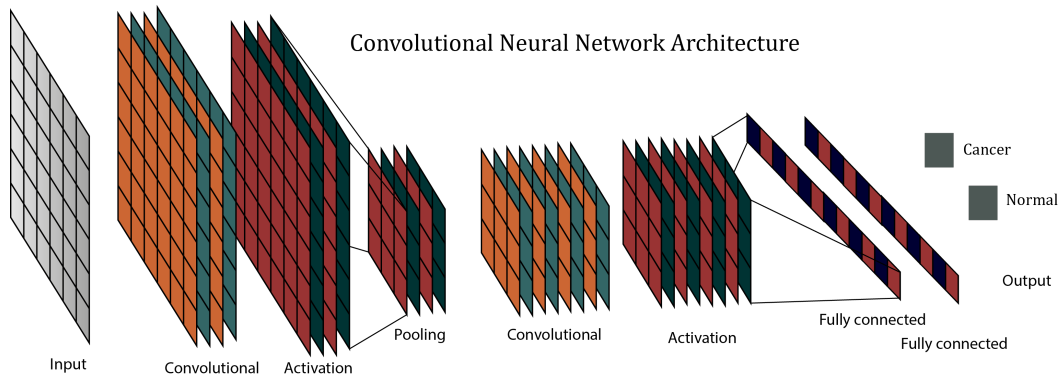 Convolutional Neural Network Architecture
Cancer
Normal
Output
Input
Convolutional
Activation
Pooling
Convolutional
Activation
Fully connected
Fully connected